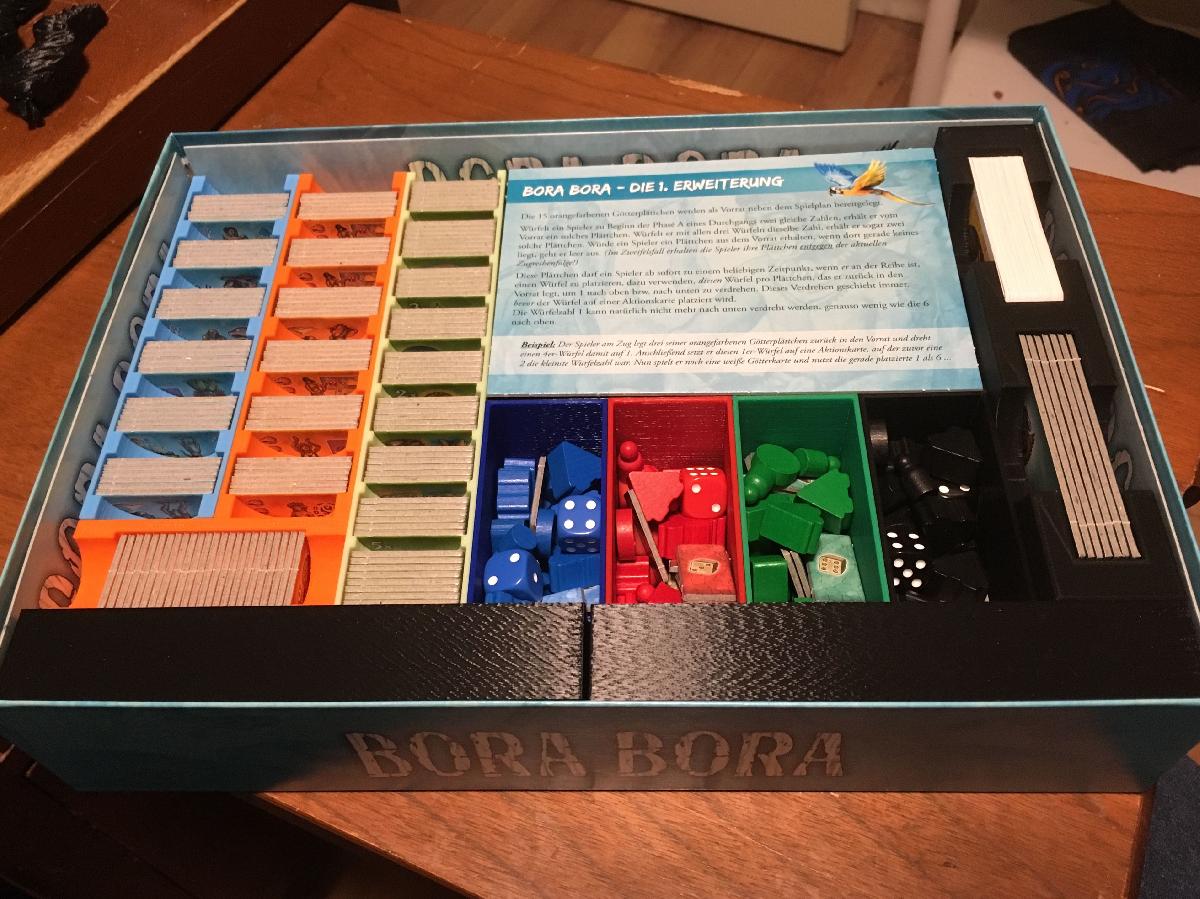 BORA BORA
BORA BORA – DIE 1. ERWEITERUNG
Die 15 orangefarbenen Götterplättchen werden als Vorrat neben dem Spielplan bereitgelegt.
Würfelt ein Spieler zu Beginn der Phase A eines Durchgangs zwei gleiche Zahlen, erhält er vom
Vorrat ein solches Plättchen. Würfelt er mit allen drei Würfeln dieselbe Zahl, erhält er sogar zwei
solche Plättchen. Würde ein Spieler ein Plättchen aus dem Vorrat erhalten, wenn dort gerade keines
liegt, geht er leer aus. (Im Zweifelsfall erhalten die Spieler ihre Plättchen entgegen der aktuellen
Zugreihenfolge!)
Diese Plättchen darf ein Spieler ab sofort zu einem beliebigen Zeitpunkt, wenn er an der Reihe ist,
einen Würfel zu platzieren, dazu verwenden, diesen Würfel pro Plättchen, das er zurück in den
Vorrat legt, um 1 nach oben bzw. nach unten zu verdrehen. Dieses Verdrehen geschieht immer,
bevor der Würfel auf einer Aktionskarte platziert wird.
Die Würfelzahl 1 kann natürlich nicht mehr nach unten verdreht werden, genauso wenig wie die 6
nach oben.
Beispiel: Der Spieler am Zug legt drei seiner orangefarbenen Götterplättchen zurück in den Vorrat und dreht
einen 4er-Würfel damit auf 1. Anschließend setzt er diesen 1er-Würfel auf eine Aktionskarte, auf der zuvor eine
2 die kleinste Würfelzahl war. Nun spielt er noch eine weiße Götterkarte und nutzt die gerade platzierte 1 als 6 ...
BORA BORA